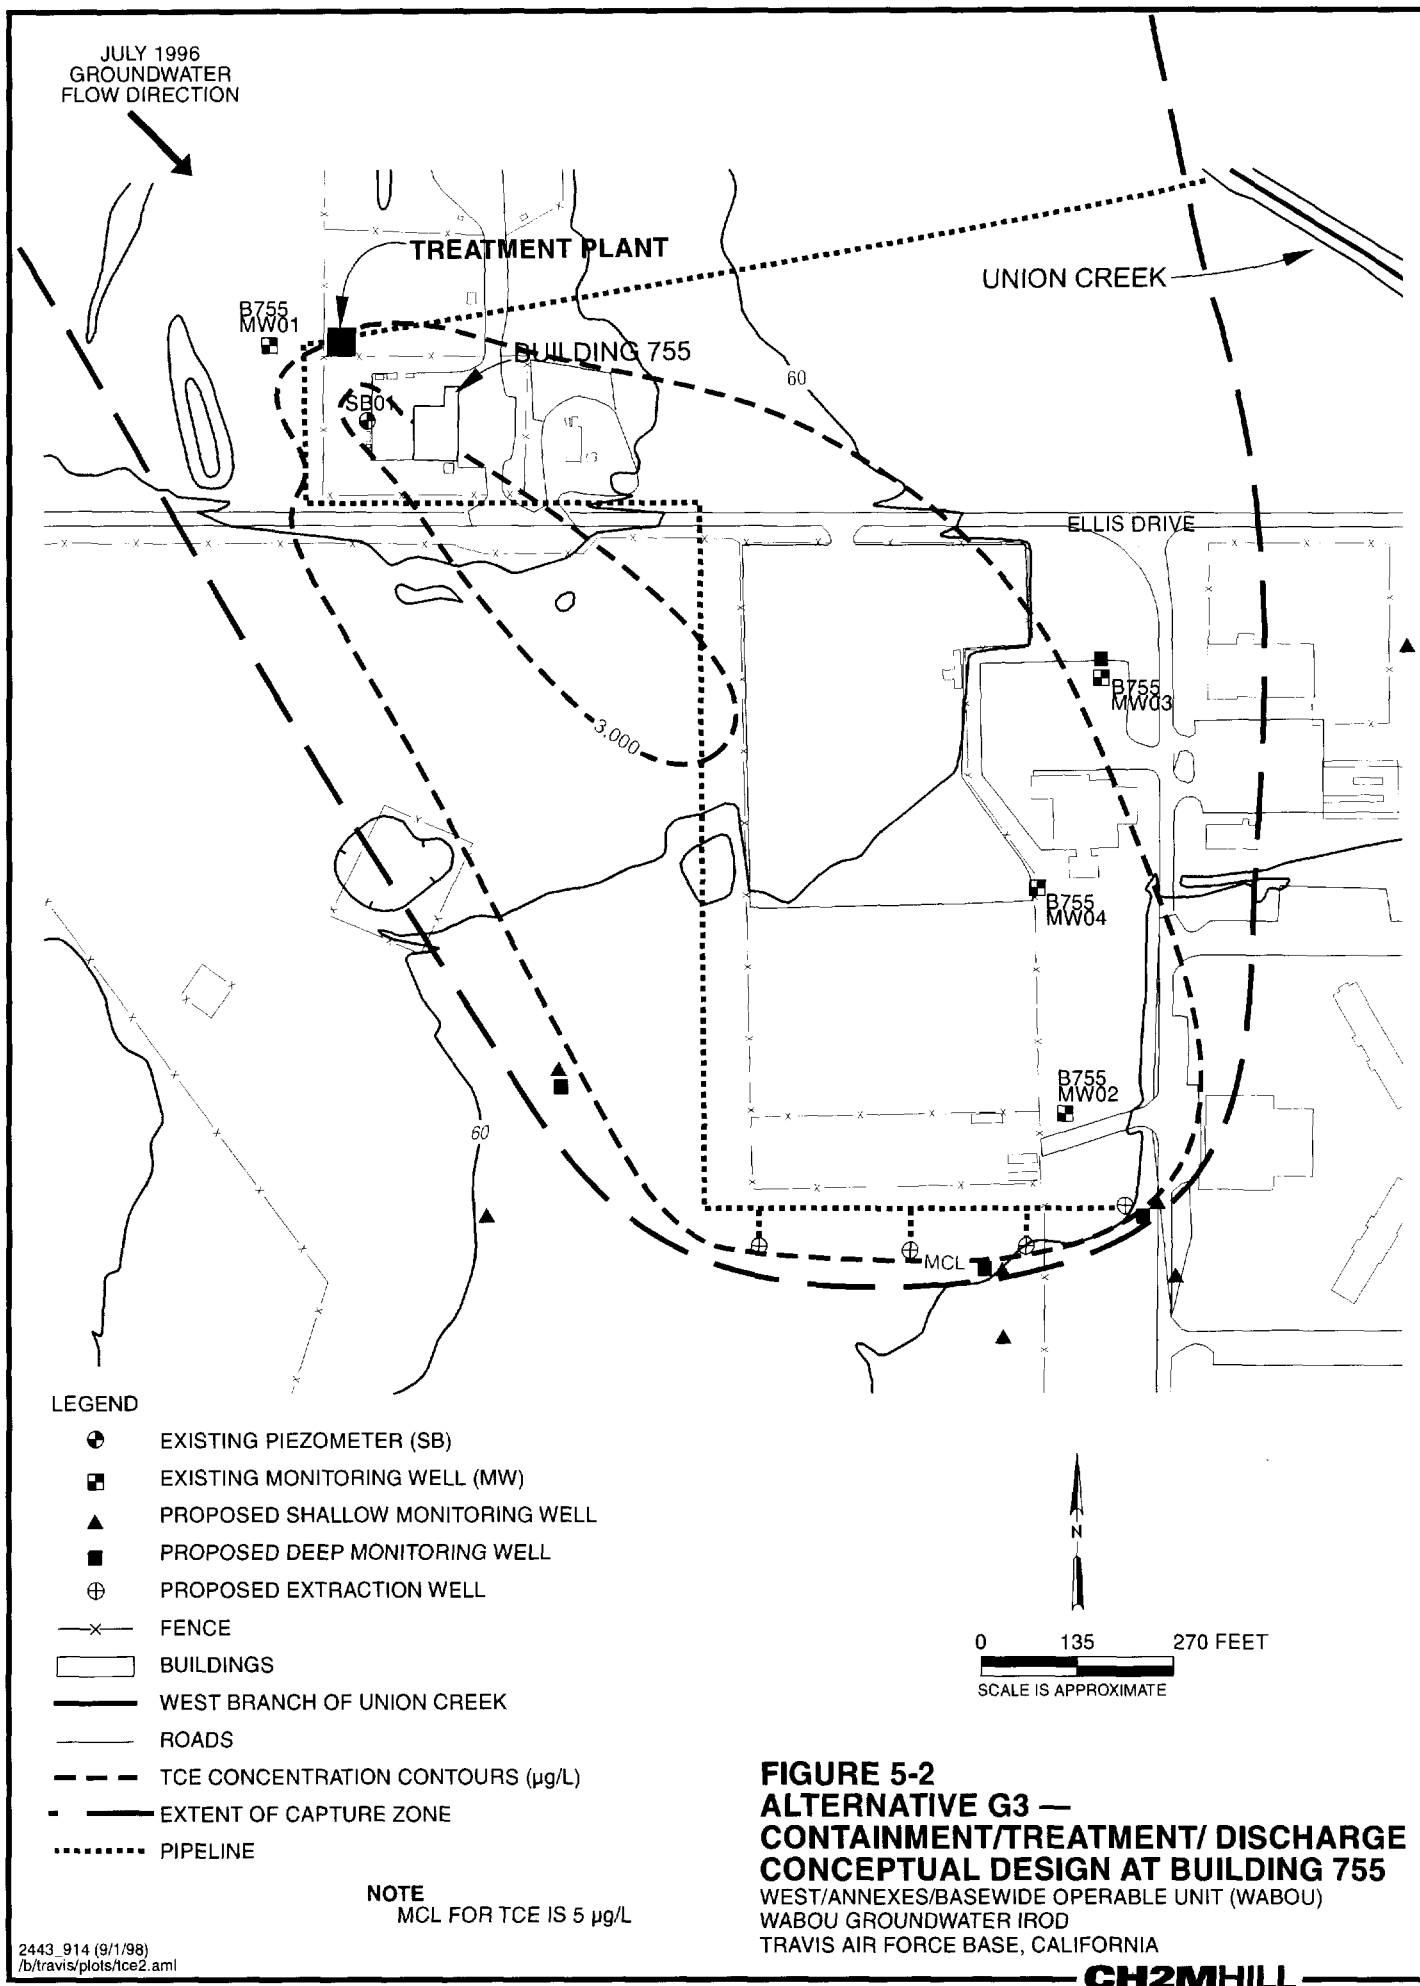 JULY 1996
GROUNDWATER
FLOW DIRECTION
TREATMENT PLANT
UNION CREEK
B755
MW01
BUILDING 755
60
SB01
ELLIS DRIVE
B755
MW03
3,000
B755
MW04
B755
MW02
60
MCL
LEGEND
EXISTING PIEZOMETER (SB)
EXISTING MONITORING WELL (MW)
PROPOSED SHALLOW MONITORING WELL
PROPOSED DEEP MONITORING WELL
PROPOSED EXTRACTION WELL
FENCE
BUILDINGS
WEST BRANCH OF UNION CREEK
ROADS
TCE CONCENTRATION CONTOURS (µg/L)
EXTENT OF CAPTURE ZONE
PIPELINE
N
0 135 270 FEET
SCALE IS APPROXIMATE
NOTE
MCL FOR TCE IS 5 µg/L
FIGURE 5-2
ALTERNATIVE G3 —
CONTAINMENT/TREATMENT/ DISCHARGE
CONCEPTUAL DESIGN AT BUILDING 755
WEST/ANNEXES/BASEWIDE OPERABLE UNIT (WABOU)
WABOU GROUNDWATER IROD
TRAVIS AIR FORCE BASE, CALIFORNIA
2443_914 (9/1/98)
/b/travis/plots/tce2.aml
CH2MHILL